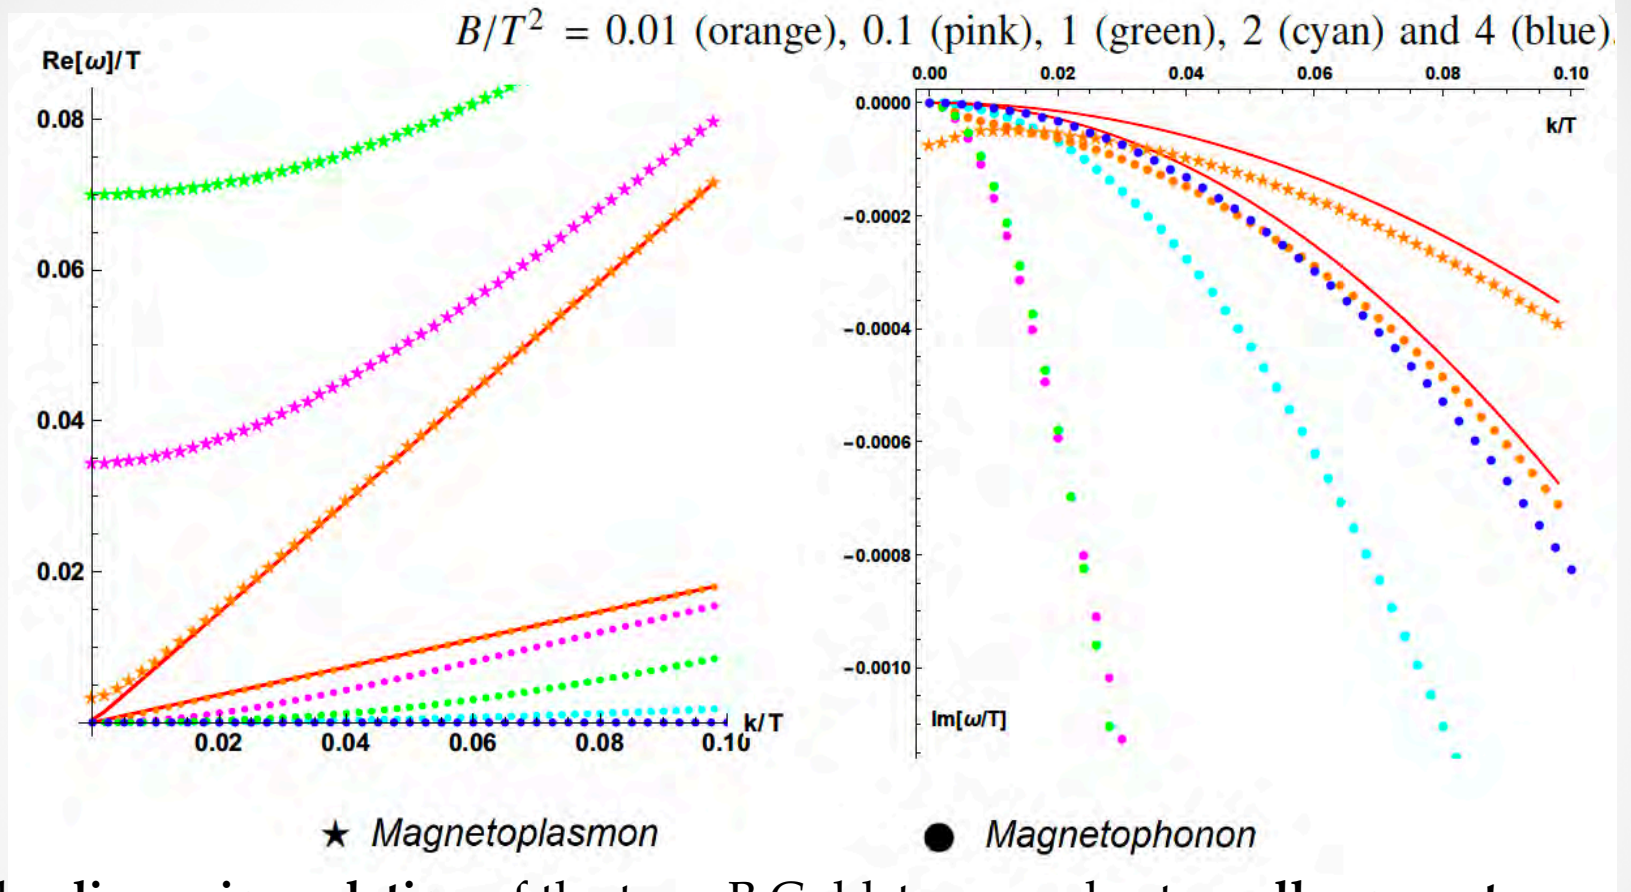 B/T² = 0.01 (orange), 0.1 (pink), 1 (green), 2 (cyan) and 4 (blue).
Re[ω]/T
0.08
0.06
0.04
0.02
0.02 0.04 0.06 0.08 0.10
k/T
0.00 0.02 0.04 0.06 0.08 0.10
k/T
0.0000
−0.0002
−0.0004
−0.0006
−0.0008
−0.0010
Im[ω/T]
★ Magnetoplasmon
● Magnetophonon